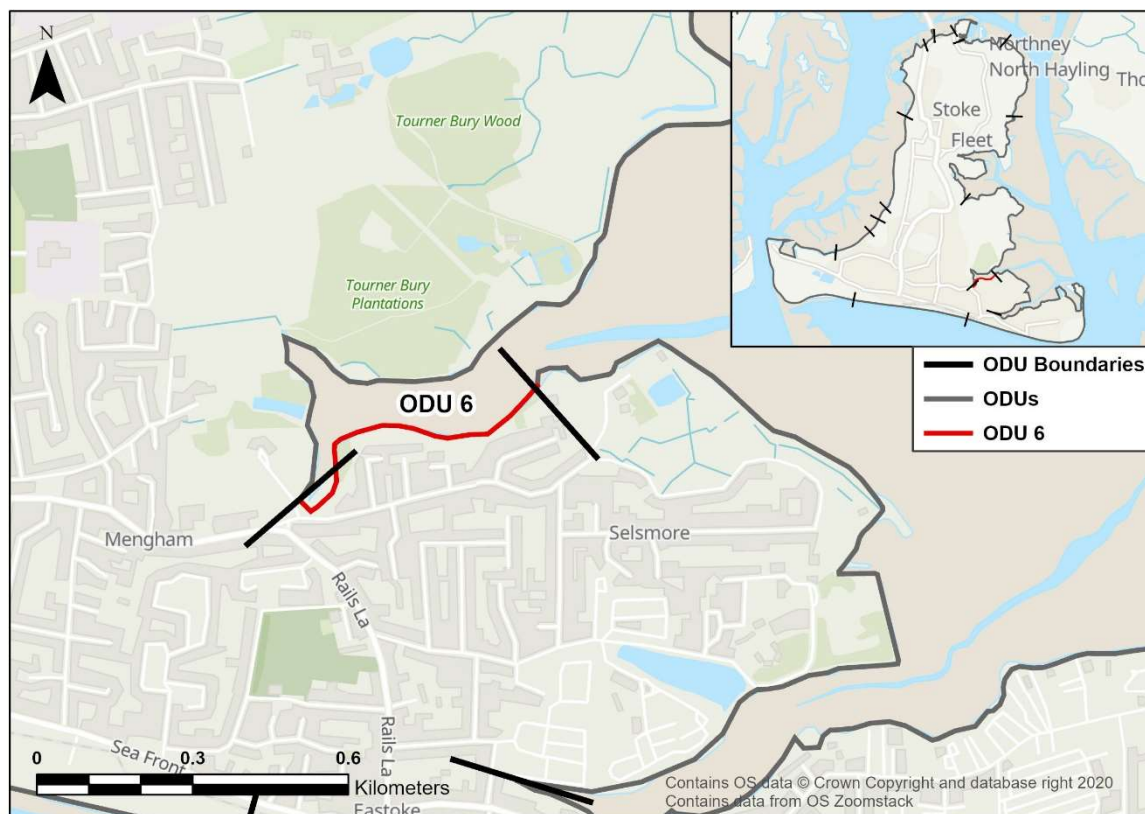 N
Tourner Bury Wood
Tourner Bury
Plantations
ODU 6
Mengham
Selsmore
Rails La
Rails La
Sea Front
Eastoke
0 0.3 0.6
Kilometers
Northney
North Hayling
Tho
Stoke
Fleet
ODU Boundaries
ODUs
ODU 6
Contains OS data © Crown Copyright and database right 2020
Contains data from OS Zoomstack